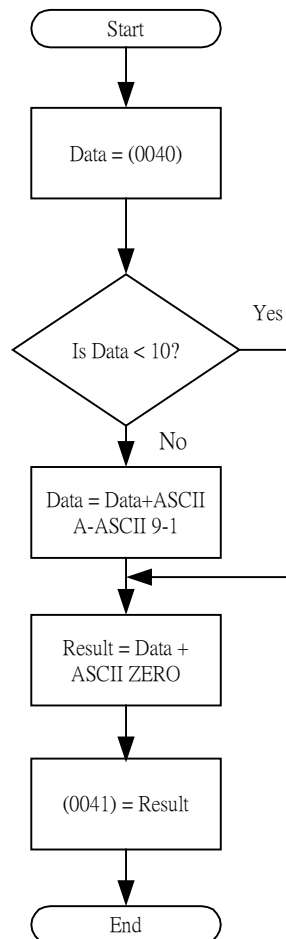 Start
Data = (0040)
Is Data < 10?
Yes
No
Data = Data+ASCII
A-ASCII 9-1
Result = Data +
ASCII ZERO
(0041) = Result
End